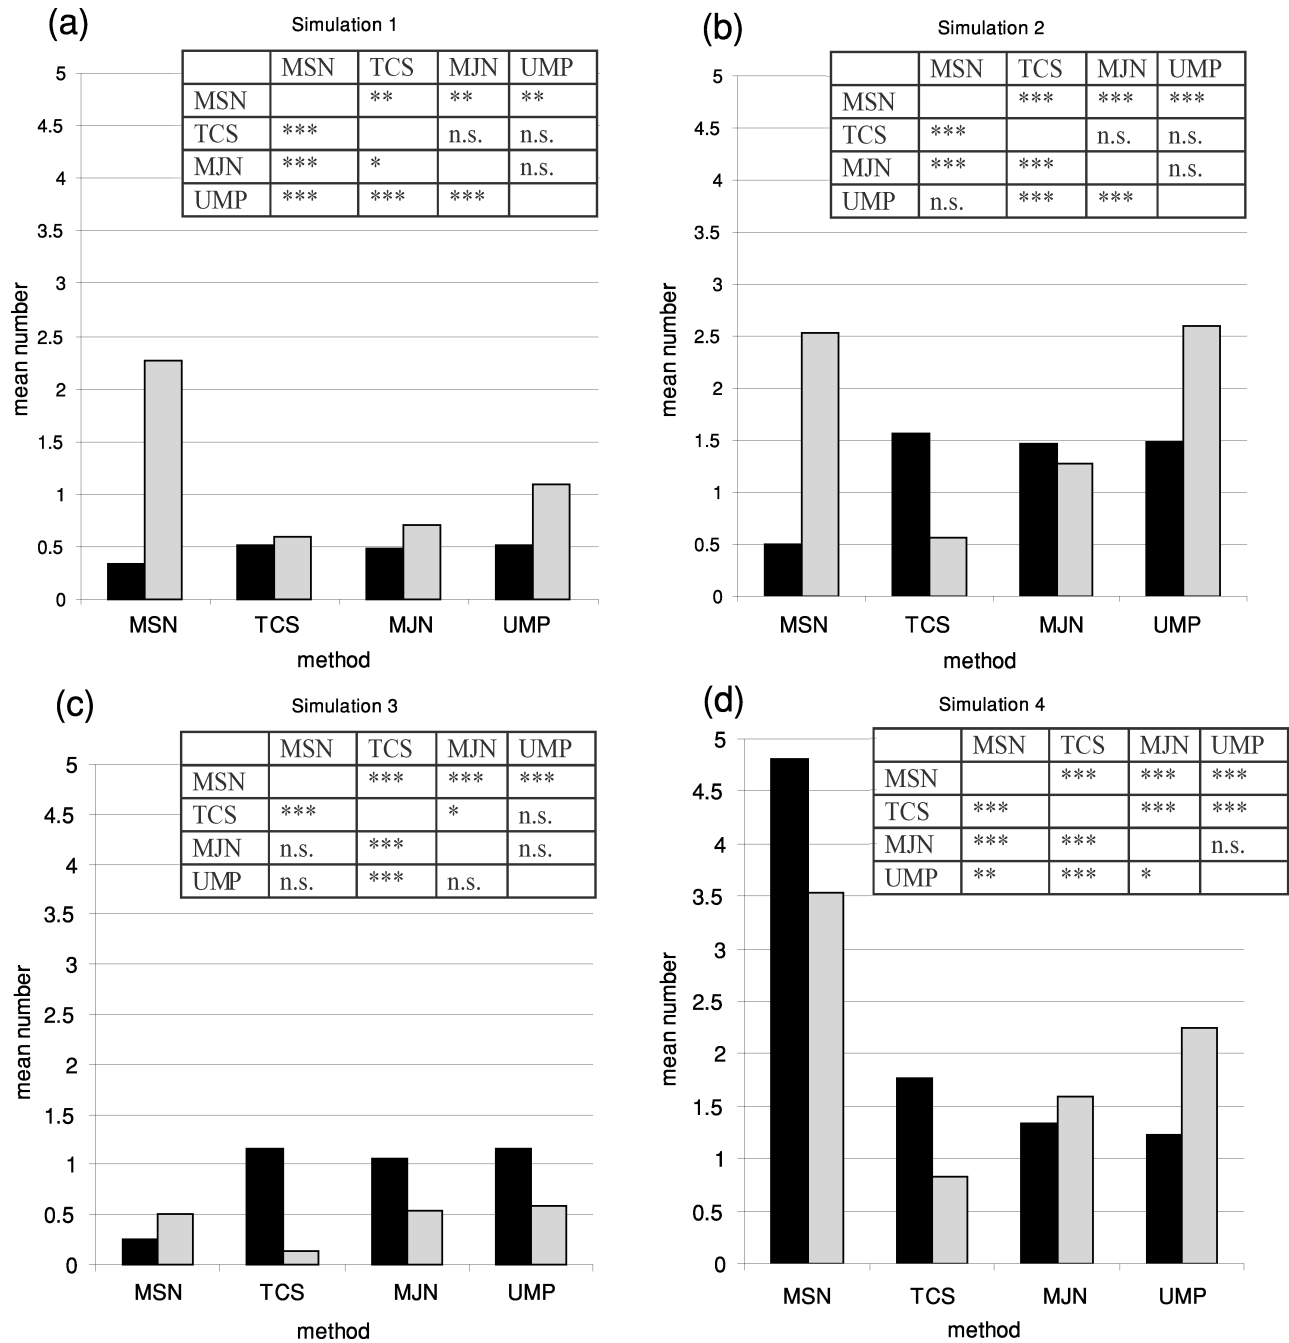 (a)
Simulation 1
MSN TCS MJN UMP
MSN ** ** **
TCS *** n.s. n.s.
MJN *** * n.s.
UMP *** *** ***
5
4.5
4
3.5
3
2.5
2
1.5
1
0.5
0
mean number
MSN TCS MJN UMP
method
(b)
Simulation 2
MSN TCS MJN UMP
MSN *** *** ***
TCS *** n.s. n.s.
MJN *** *** n.s.
UMP n.s. *** ***
5
4.5
4
3.5
3
2.5
2
1.5
1
0.5
0
mean number
MSN TCS MJN UMP
method
(c)
Simulation 3
MSN TCS MJN UMP
MSN *** *** ***
TCS *** * n.s.
MJN n.s. *** n.s.
UMP n.s. *** n.s.
5
4.5
4
3.5
3
2.5
2
1.5
1
0.5
0
mean number
MSN TCS MJN UMP
method
(d)
Simulation 4
MSN TCS MJN UMP
MSN *** *** ***
TCS *** *** ***
MJN *** *** n.s.
UMP ** *** *
5
4.5
4
3.5
3
2.5
2
1.5
1
0.5
0
mean number
MSN TCS MJN UMP
method